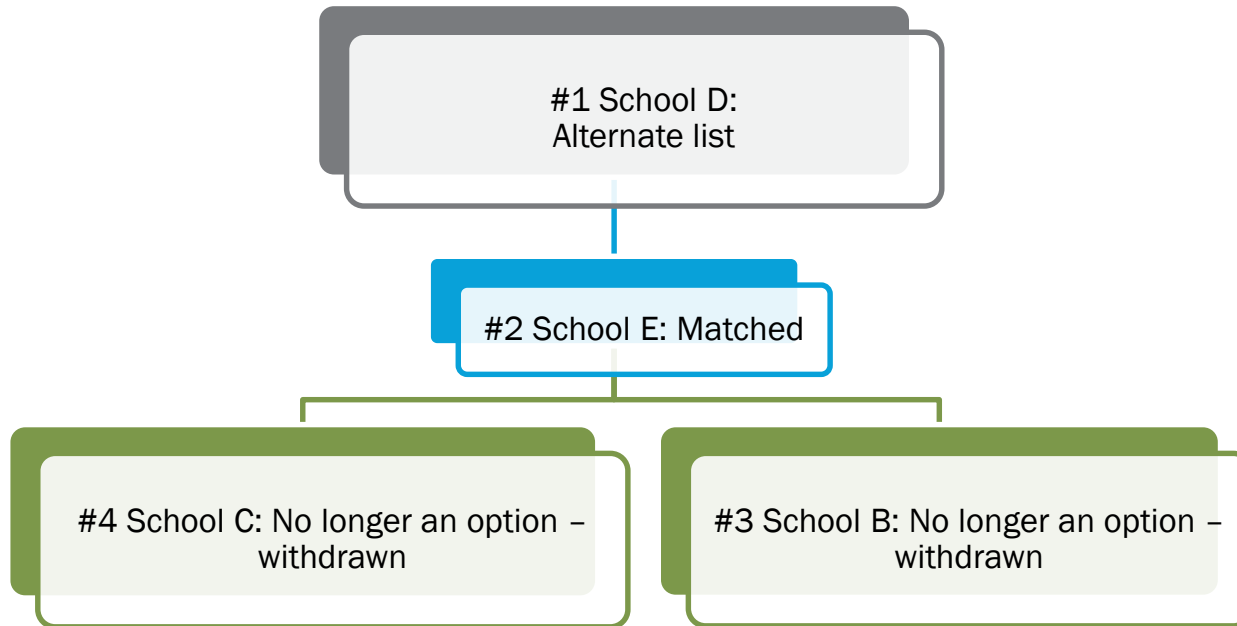 #1 School D:
Alternate list
#2 School E: Matched
#4 School C: No longer an option –
withdrawn
#3 School B: No longer an option –
withdrawn